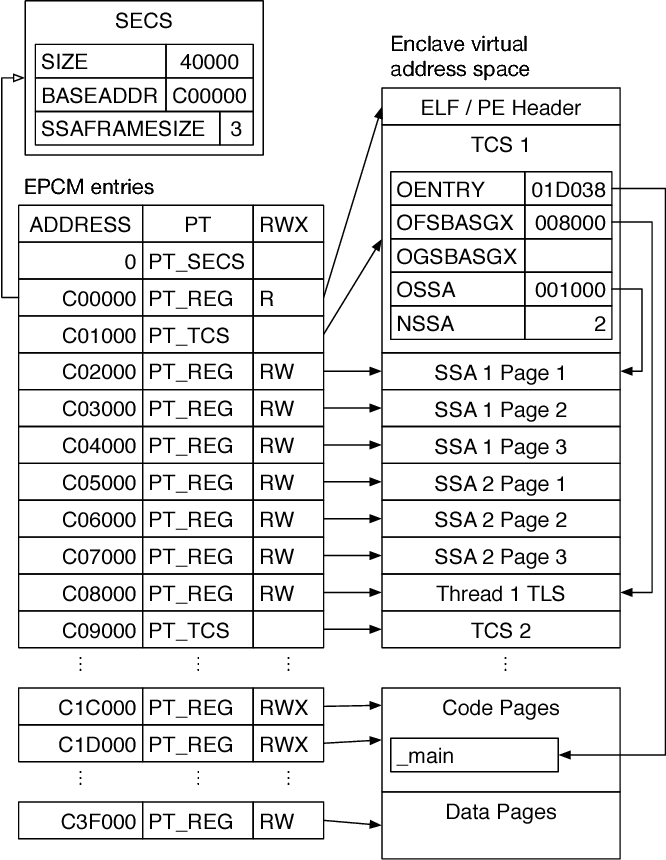 SECS
SIZE 40000
BASEADDR C00000
SSAFRAMESIZE 3
EPCM entries
ADDRESS PT RWX
0 PT_SECS
C00000 PT_REG R
C01000 PT_TCS
C02000 PT_REG RW
C03000 PT_REG RW
C04000 PT_REG RW
C05000 PT_REG RW
C06000 PT_REG RW
C07000 PT_REG RW
C08000 PT_REG RW
C09000 PT_TCS
⋮ ⋮ ⋮
C1C000 PT_REG RWX
C1D000 PT_REG RWX
⋮ ⋮ ⋮
C3F000 PT_REG RW
Enclave virtual
address space
ELF / PE Header
TCS 1
OENTRY 01D038
OFSBASGX 008000
OGSBASGX
OSSA 001000
NSSA 2
SSA 1 Page 1
SSA 1 Page 2
SSA 1 Page 3
SSA 2 Page 1
SSA 2 Page 2
SSA 2 Page 3
Thread 1 TLS
TCS 2
⋮
Code Pages
_main
Data Pages